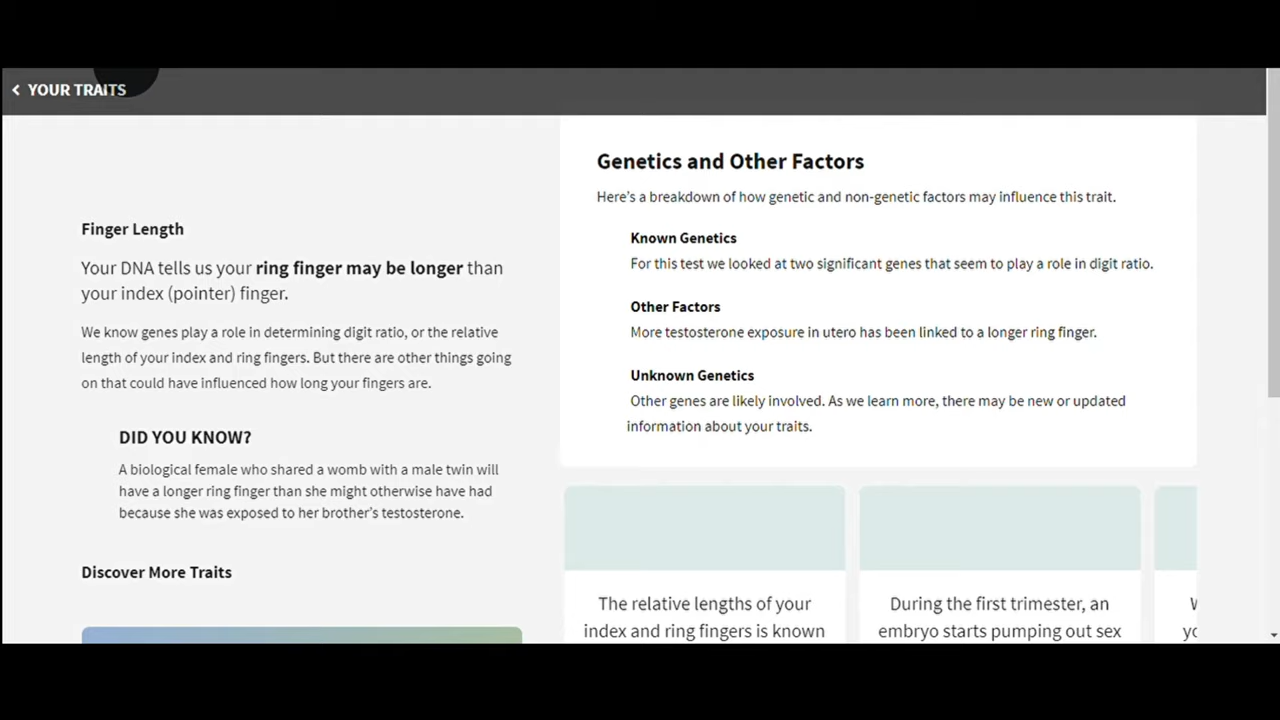 YOUR TRAITS
Finger Length
Your DNA tells us your ring finger may be longer than
your index (pointer) finger.
We know genes play a role in determining digit ratio, or the relative
length of your index and ring fingers. But there are other things going
on that could have influenced how long your fingers are.
DID YOU KNOW?
A biological female who shared a womb with a male twin will
have a longer ring finger than she might otherwise have had
because she was exposed to her brother's testosterone.
Discover More Traits
Genetics and Other Factors
Here's a breakdown of how genetic and non-genetic factors may influence this trait.
Known Genetics
For this test we looked at two significant genes that seem to play a role in digit ratio.
Other Factors
More testosterone exposure in utero has been linked to a longer ring finger.
Unknown Genetics
Other genes are likely involved. As we learn more, there may be new or updated
information about your traits.
The relative lengths of your
index and ring fingers is known
During the first trimester, an
embryo starts pumping out sex